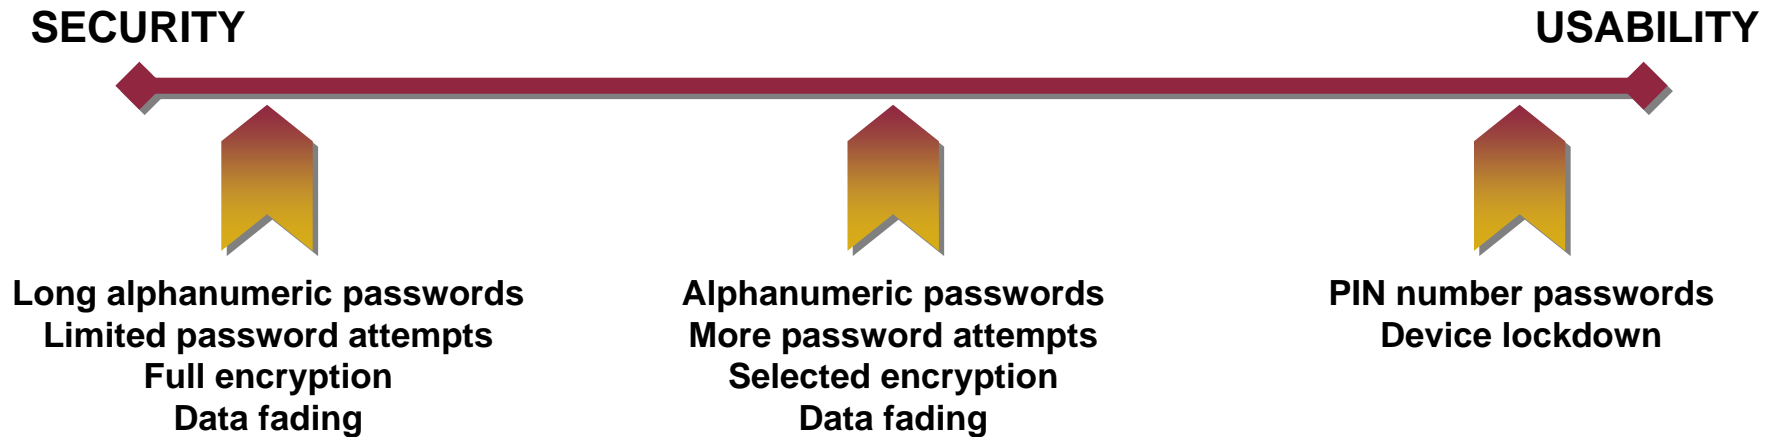 SECURITY
USABILITY
Long alphanumeric passwords
Limited password attempts
Full encryption
Data fading
Alphanumeric passwords
More password attempts
Selected encryption
Data fading
PIN number passwords
Device lockdown